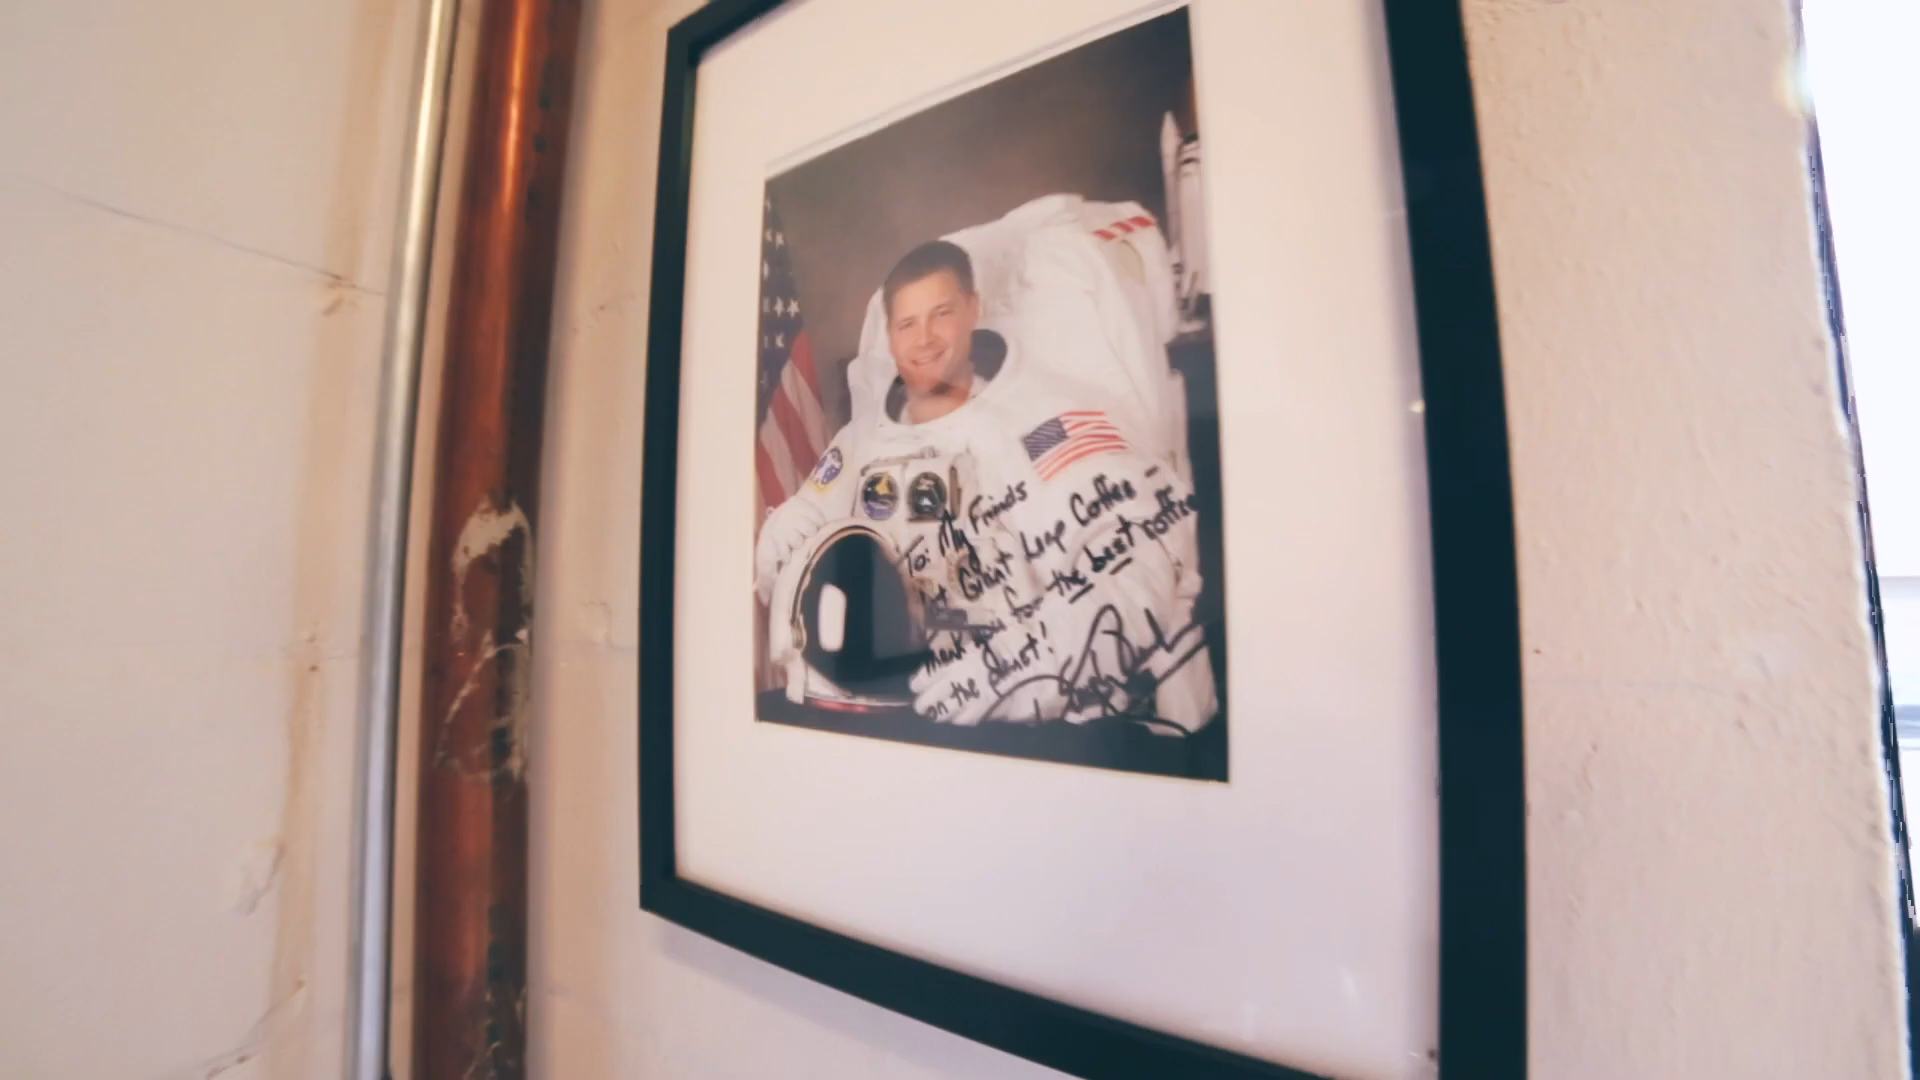 To: My Friends
at Giant Leap Coffee -
Thank you for the best coffee
on the planet!